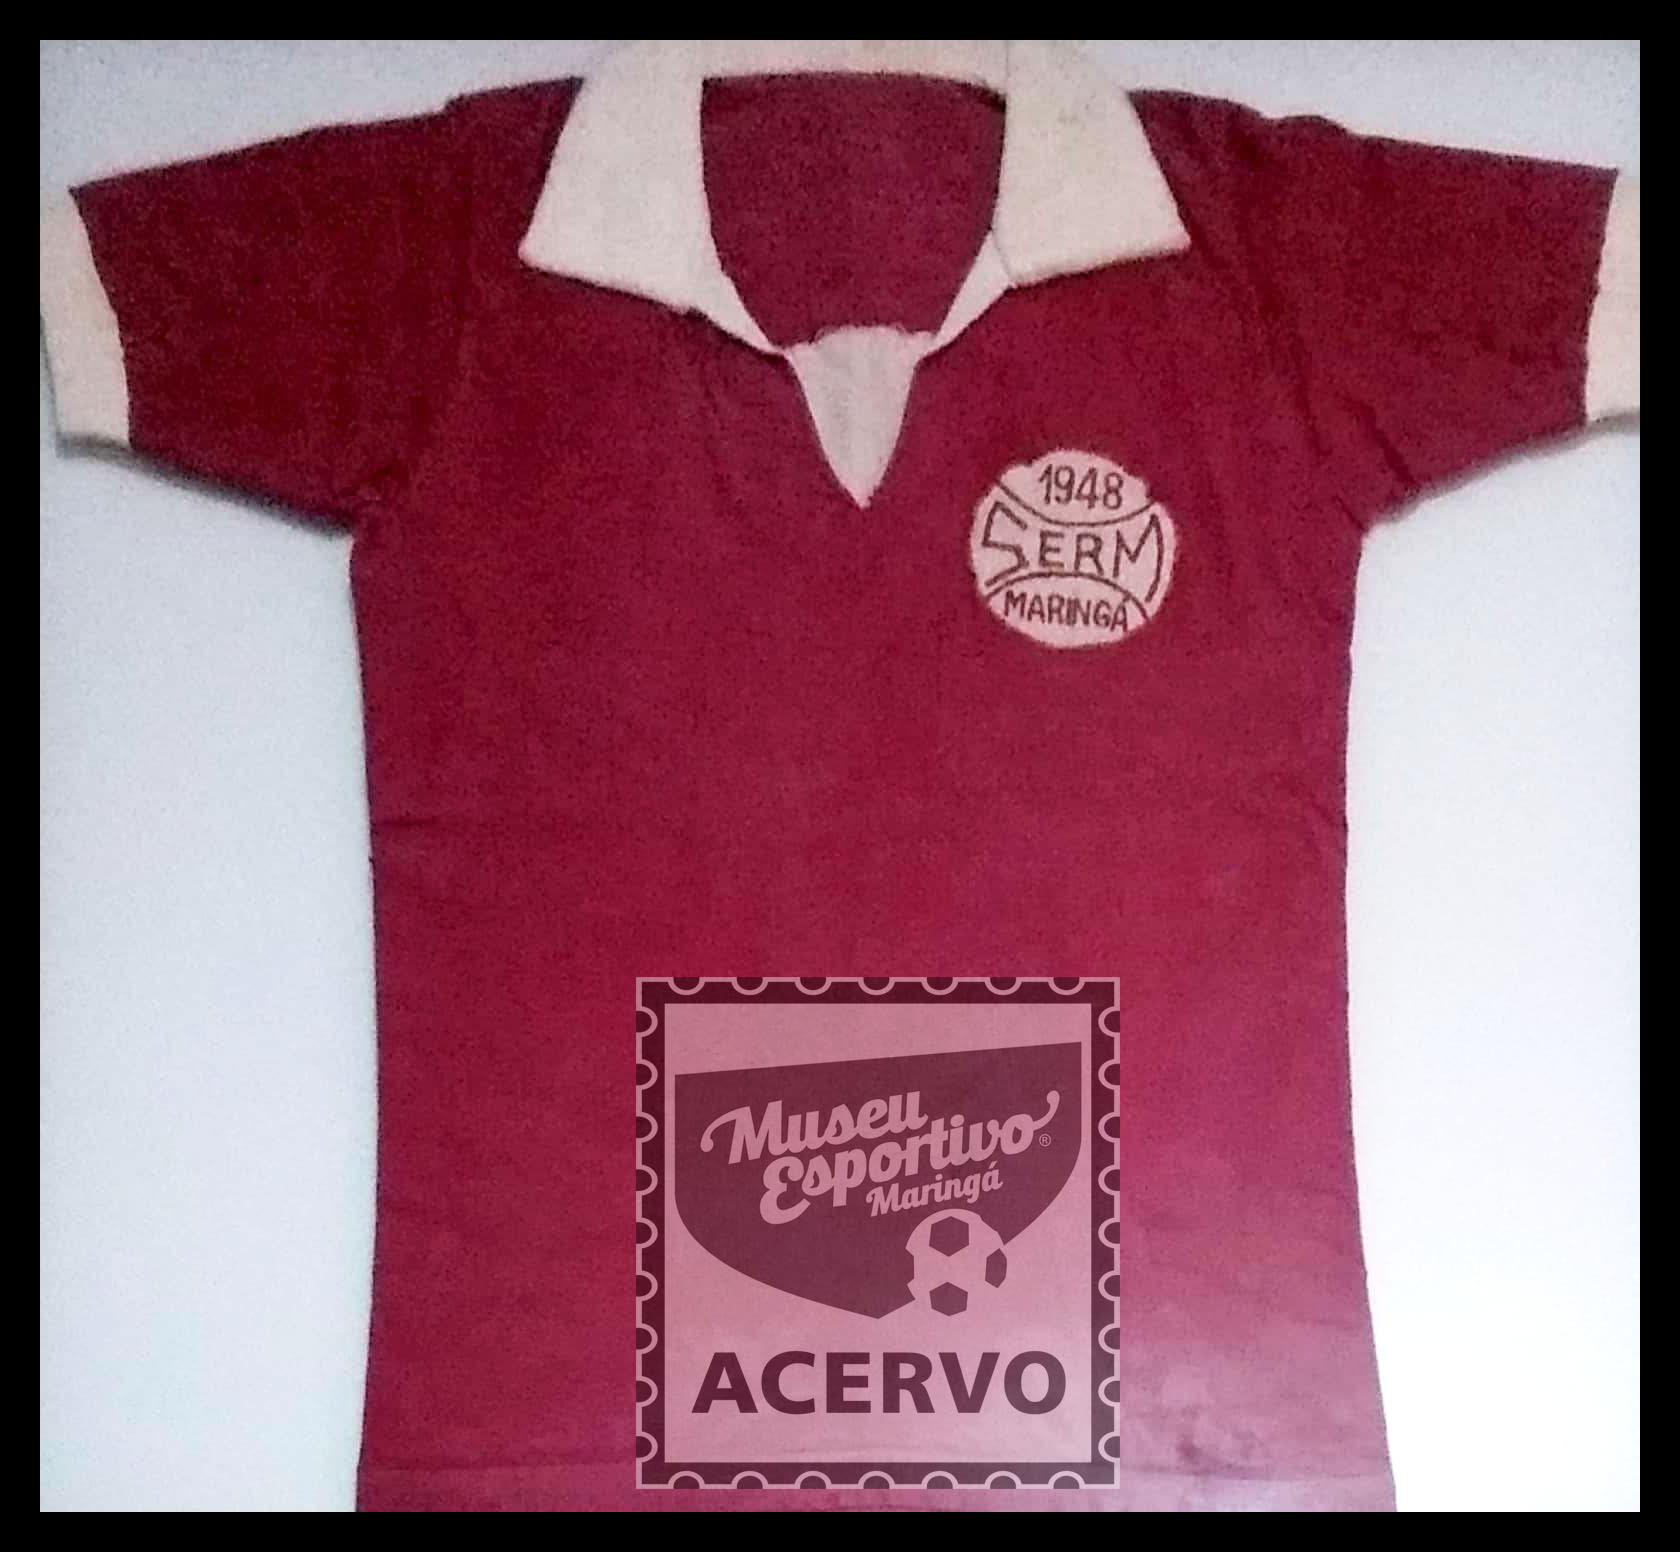 1948
SERM
MARINGÁ
Museu
Esportivo®
Maringá
ACERVO